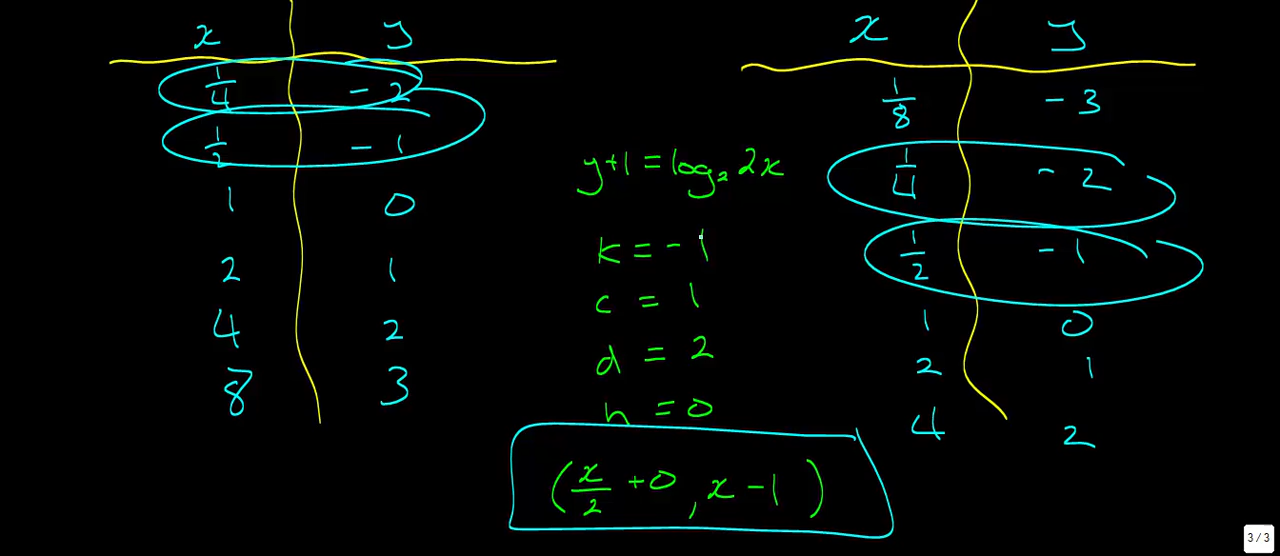 x y
1/4 -2
1/2 -1
1 0
2 1
4 2
8 3
y+1 = log₂ 2x
k = -1
c = 1
d = 2
h = 0
(x/2 +0, x -1)
x y
1/8 -3
1/4 -2
1/2 -1
1 0
2 1
4 2
3 / 3